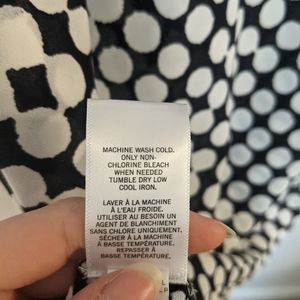 MACHINE WASH COLD.
ONLY NON-
CHLORINE BLEACH
WHEN NEEDED
TUMBLE DRY LOW
COOL IRON.
LAVER À LA MACHINE
À L'EAU FROIDE.
UTILISER AU BESOIN UN
AGENT DE BLANCHIMENT
SANS CHLORE UNIQUEMENT.
SÉCHER À LA MACHINE
À BASSE TEMPÉRATURE.
REPASSER À
BASSE TEMPÉRATURE.